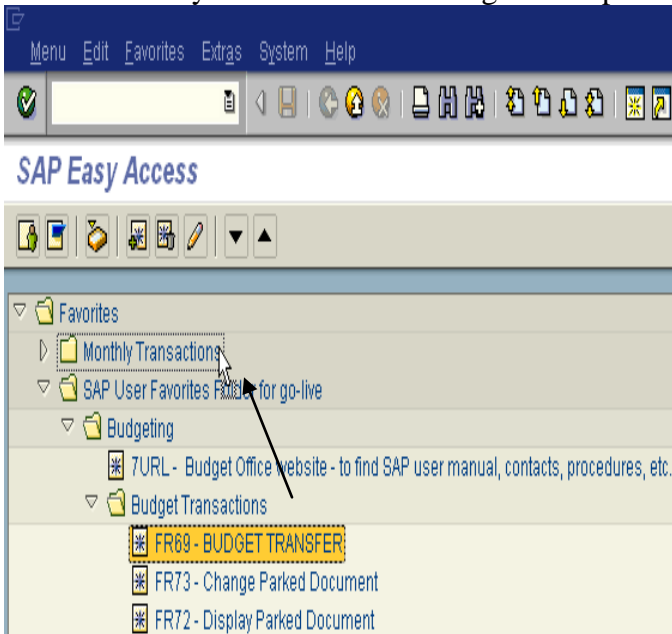 Menu Edit Favorites Extras System Help
SAP Easy Access
Favorites
Monthly Transactions
SAP User Favorites Folder for go-live
Budgeting
7URL - Budget Office website - to find SAP user manual, contacts, procedures, etc.
Budget Transactions
FR69 - BUDGET TRANSFER
FR73 - Change Parked Document
FR72 - Display Parked Document